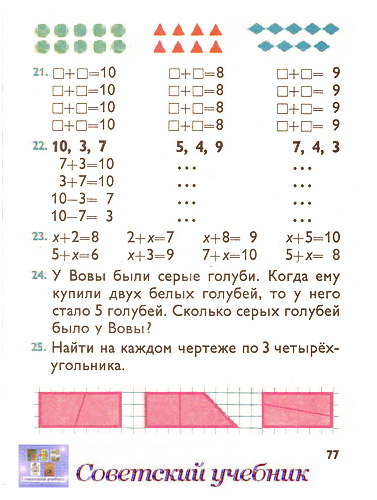 21. □+□=10 □+□=8 □+□= 9
□+□=10 □+□=8 □+□= 9
□+□=10 □+□=8 □+□= 9
□+□=10 □+□=8 □+□= 9
22. 10, 3, 7 5, 4, 9 7, 4, 3
7+3=10 ... ...
3+7=10 ... ...
10−3= 7 ... ...
10−7= 3 ... ...
23. x+2=8 2+x=7 x+8= 9 x+5=10
5+x=6 x+3=9 7+x=10 5+x= 8
24. У Вовы были серые голуби. Когда ему
купили двух белых голубей, то у него
стало 5 голубей. Сколько серых голубей
было у Вовы?
25. Найти на каждом чертеже по 3 четырёх-
угольника.
77
Советский учебник